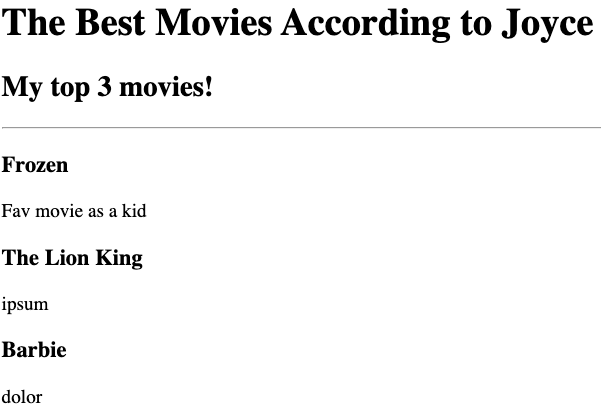 The Best Movies According to Joyce
My top 3 movies!
Frozen
Fav movie as a kid
The Lion King
ipsum
Barbie
dolor